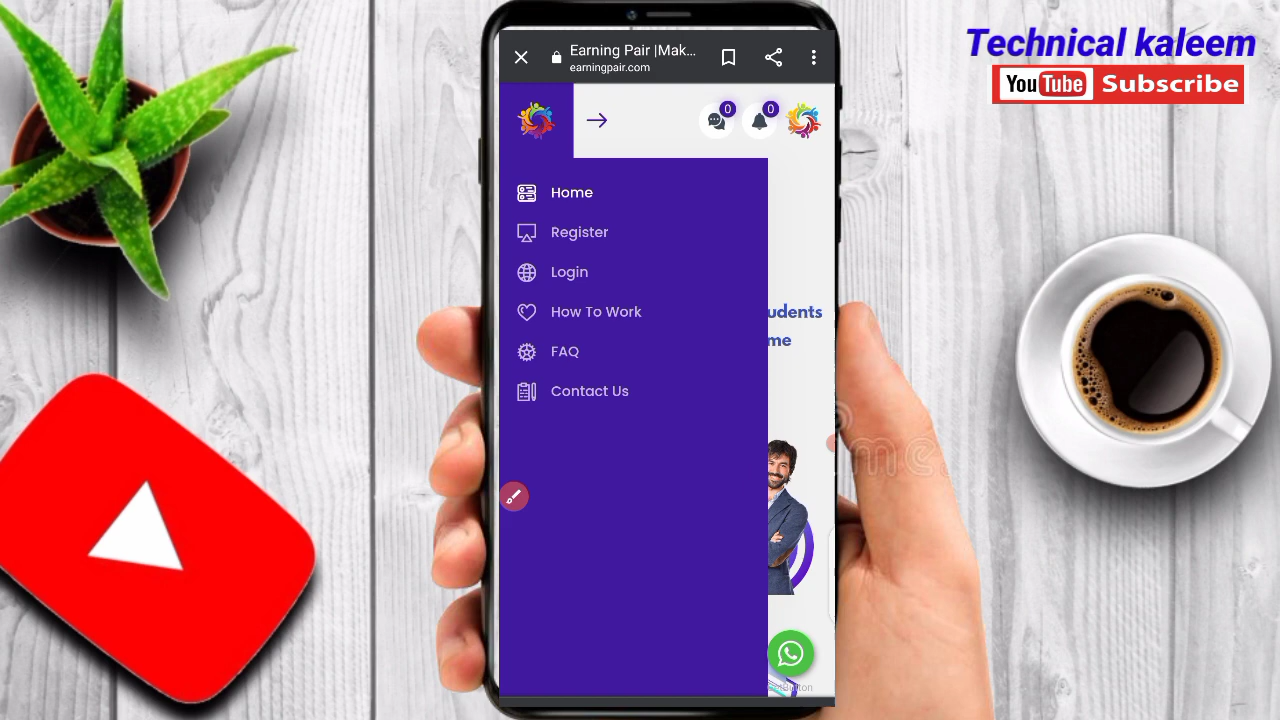 Technical kaleem
YouTube Subscribe
Earning Pair |Mak...
earningpair.com
0
0
Home
Register
Login
How To Work
FAQ
Contact Us
udents
me
me.